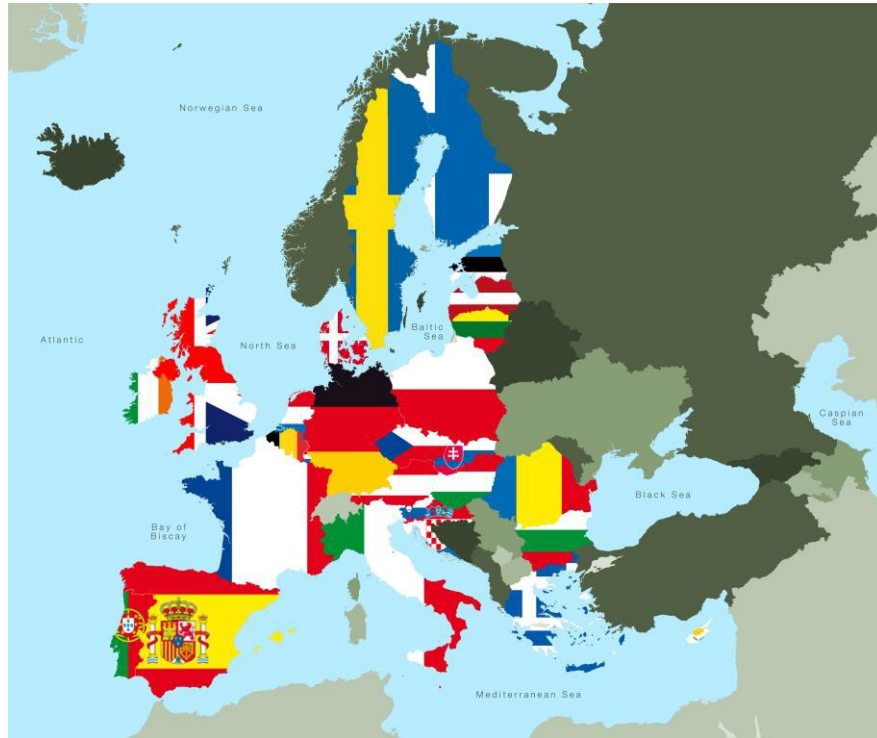 Norwegian Sea
Atlantic
North Sea
Baltic
Sea
Caspian
Sea
Black Sea
Bay of
Biscay
Mediterranean Sea